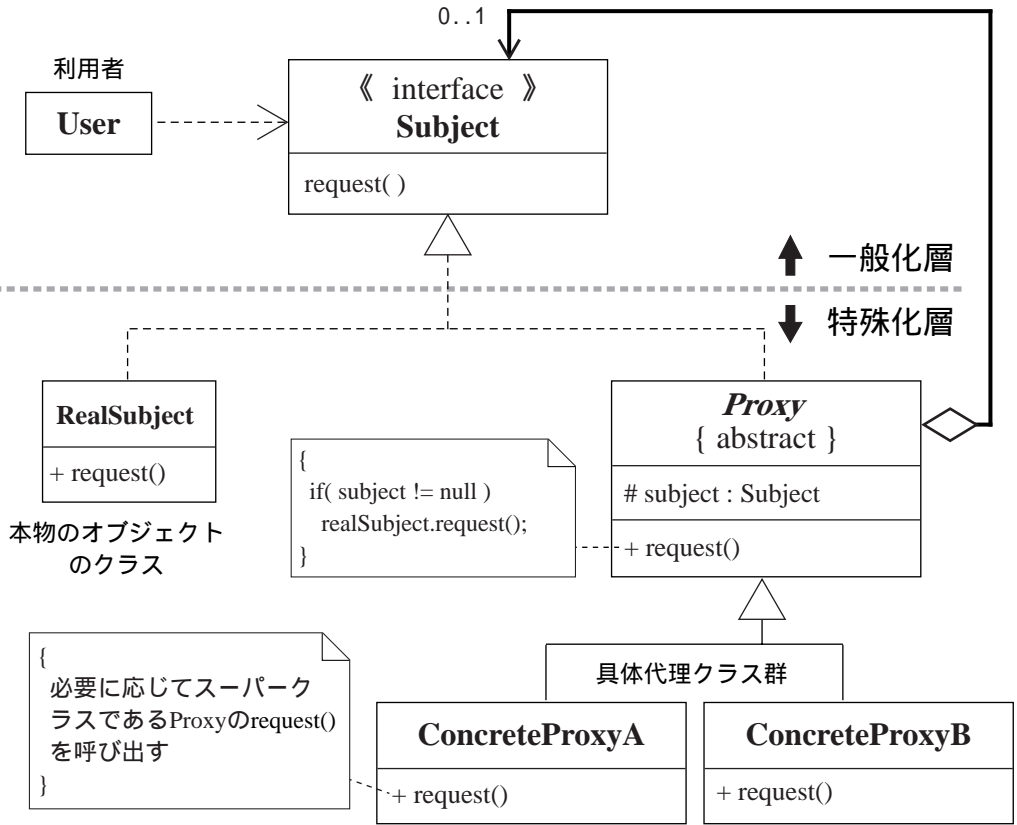 0..1
利用者
User
《 interface 》
Subject
request( )
一般化層
特殊化層
RealSubject
+ request()
本物のオブジェクト
のクラス
{
if( subject != null )
realSubject.request();
}
Proxy
{ abstract }
# subject : Subject
+ request()
{
必要に応じてスーパーク
ラスであるProxyのrequest()
を呼び出す
}
具体代理クラス群
ConcreteProxyA
+ request()
ConcreteProxyB
+ request()